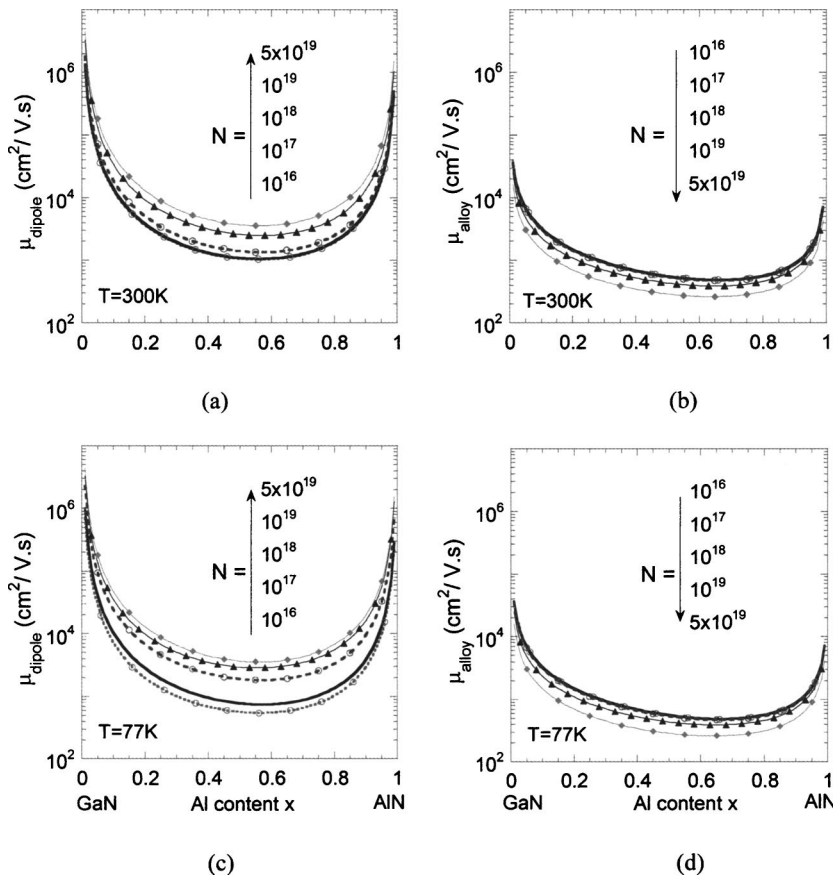 μdipole (cm²/ V.s)
10⁶
10⁴
10²
N =
5x10¹⁹
10¹⁹
10¹⁸
10¹⁷
10¹⁶
T=300K
0 0.2 0.4 0.6 0.8 1
(a)
μalloy (cm²/ V.s)
10⁶
10⁴
10²
N =
10¹⁶
10¹⁷
10¹⁸
10¹⁹
5x10¹⁹
T=300K
0 0.2 0.4 0.6 0.8 1
(b)
μdipole (cm²/ V.s)
10⁶
10⁴
10²
N =
5x10¹⁹
10¹⁹
10¹⁸
10¹⁷
10¹⁶
T=77K
0 0.2 0.4 0.6 0.8 1
GaN Al content x AlN
(c)
μalloy (cm²/ V.s)
10⁶
10⁴
10²
N =
10¹⁶
10¹⁷
10¹⁸
10¹⁹
5x10¹⁹
T=77K
0 0.2 0.4 0.6 0.8 1
GaN Al content x AlN
(d)